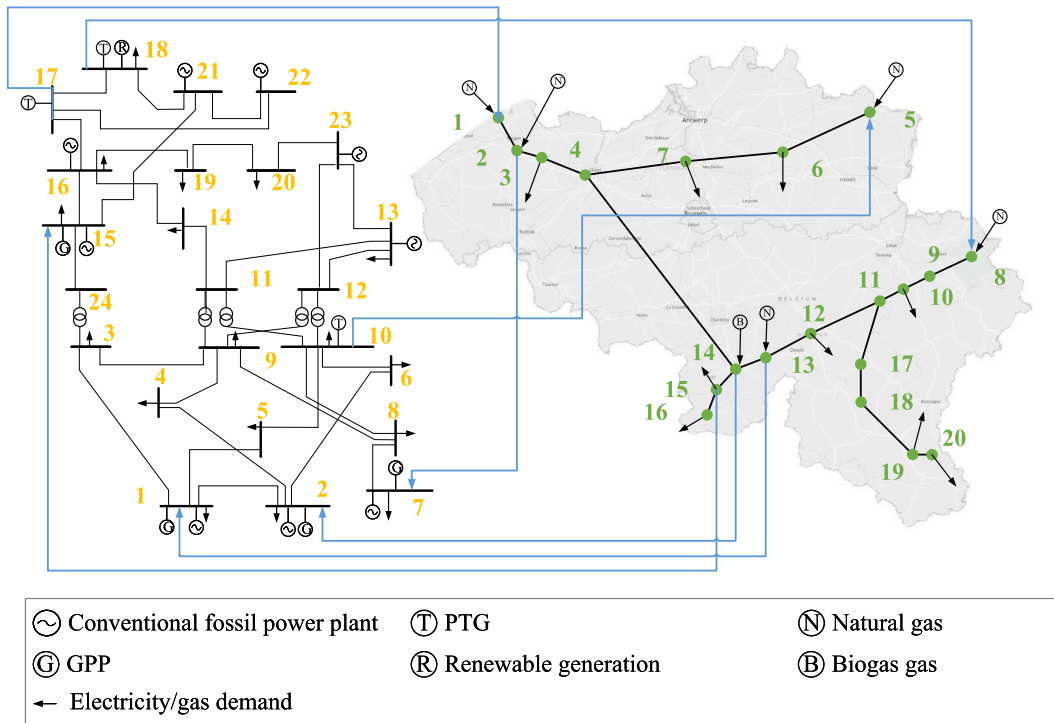 T R 18
21
22
17
T
N
N
1
5
Antwerp
23
2
3
4
7
6
16
19
20
14
13
15
G
Leuven
Brussels
N
24
11
12
T
3
9
10
6
BELGIUM
9
8
11
10
12
B
N
14
13
4
5
8
15
16
17
18
Bastogne
19
20
G
7
1
2
G
G
Conventional fossil power plant
T PTG
N Natural gas
G GPP
R Renewable generation
B Biogas gas
Electricity/gas demand